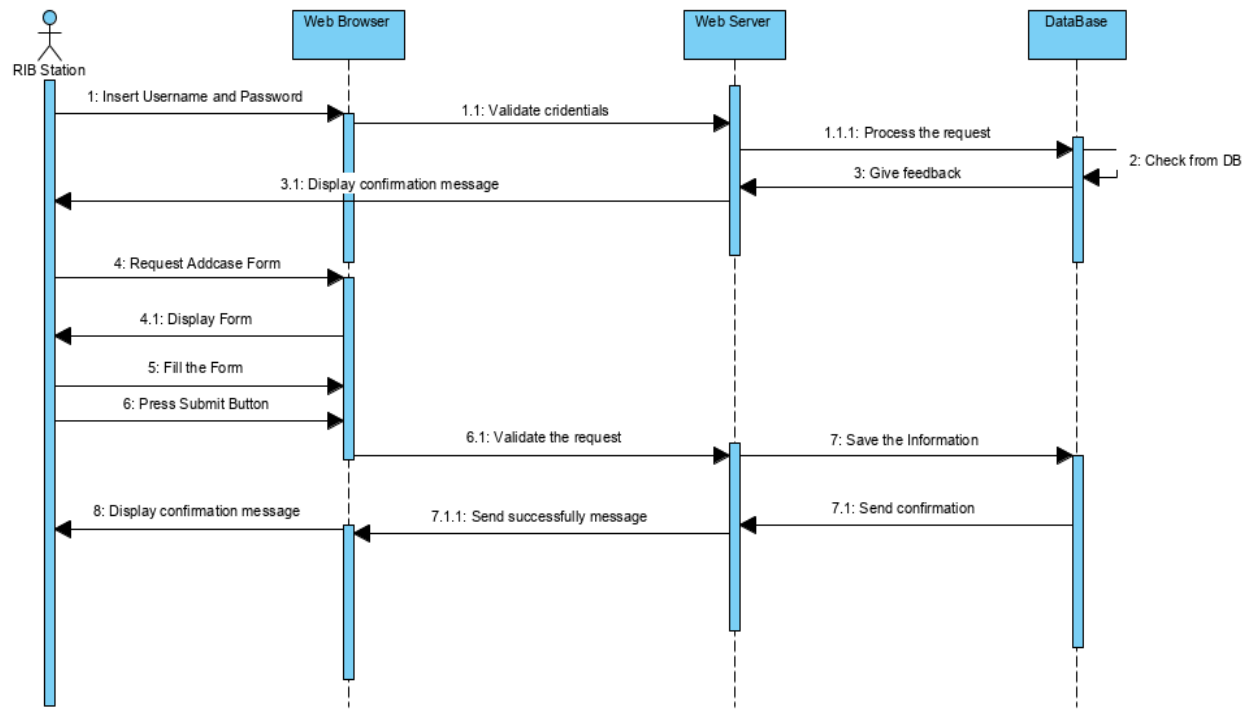 Web Browser
Web Server
DataBase
RIB Station
1: Insert Username and Password
1.1: Validate cridentials
1.1.1: Process the request
2: Check from DB
3: Give feedback
3.1: Display confirmation message
4: Request Addcase Form
4.1: Display Form
5: Fill the Form
6: Press Submit Button
6.1: Validate the request
7: Save the Information
7.1: Send confirmation
7.1.1: Send successfully message
8: Display confirmation message